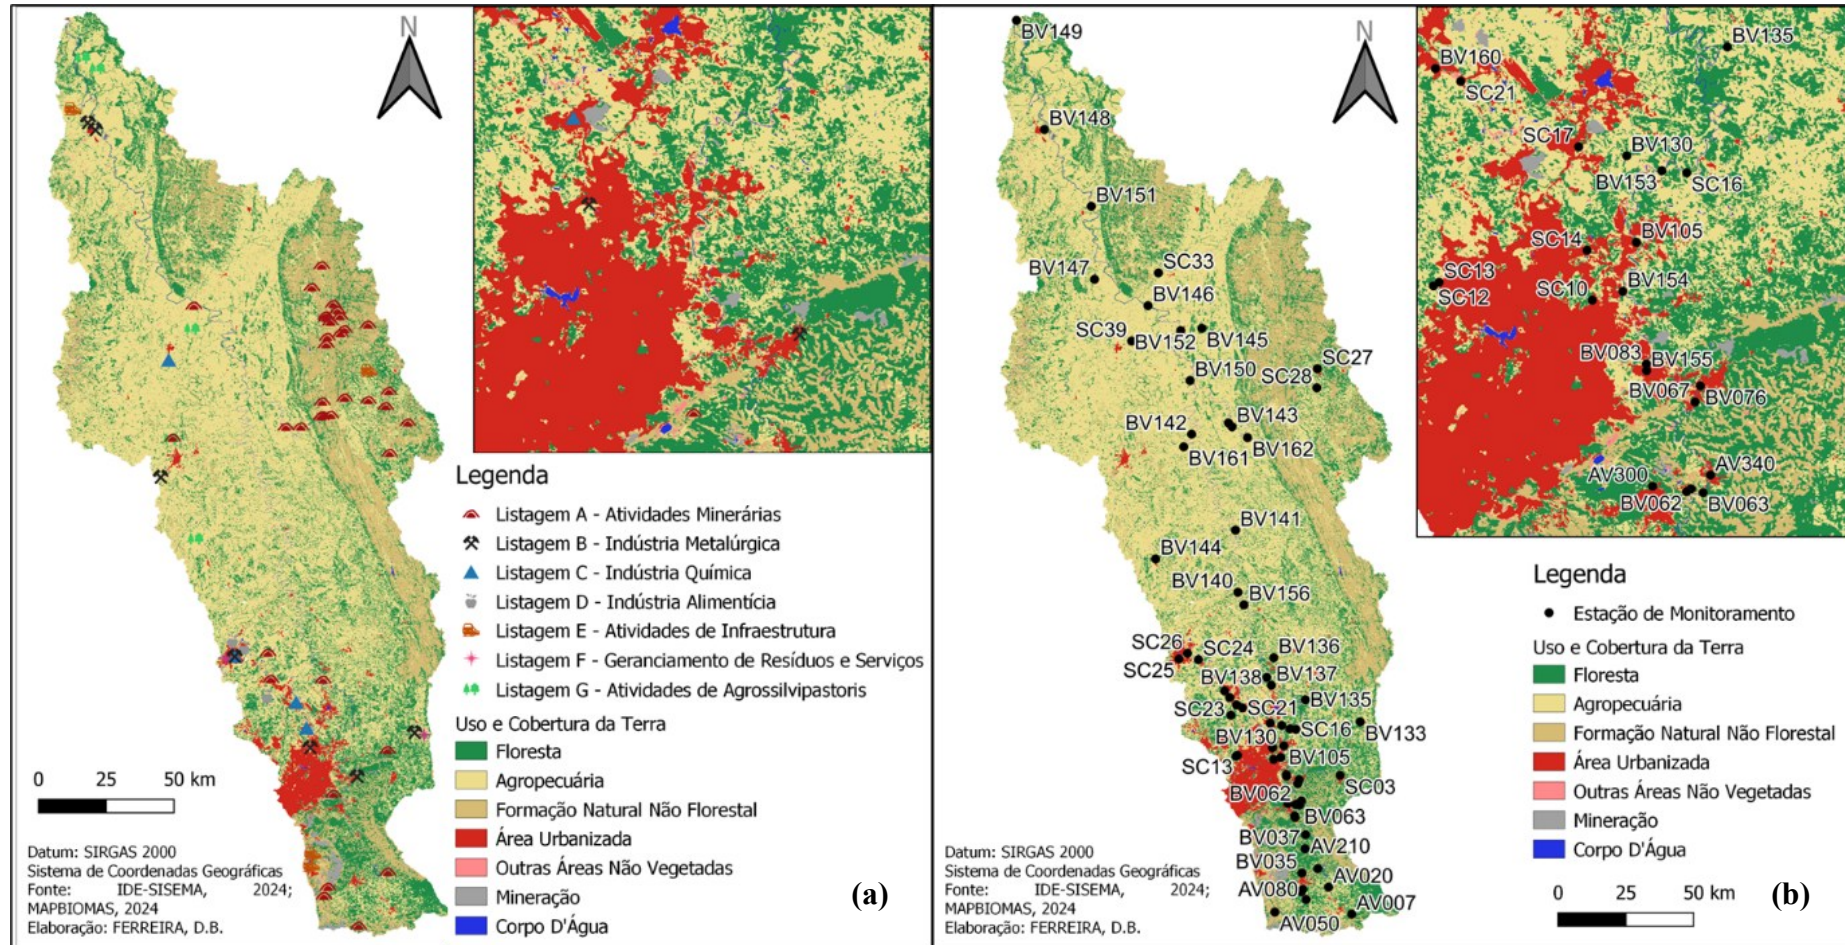 N
Legenda
Listagem A - Atividades Minerárias
Listagem B - Indústria Metalúrgica
Listagem C - Indústria Química
Listagem D - Indústria Alimentícia
Listagem E - Atividades de Infraestrutura
Listagem F - Geranciamento de Resíduos e Serviços
Listagem G - Atividades de Agrossilvipastoris
Uso e Cobertura da Terra
Floresta
Agropecuária
Formação Natural Não Florestal
Área Urbanizada
Outras Áreas Não Vegetadas
Mineração
Corpo D'Água
0 25 50 km
Datum: SIRGAS 2000
Sistema de Coordenadas Geográficas
Fonte: IDE-SISEMA, 2024;
MAPBIOMAS, 2024
Elaboração: FERREIRA, D.B.
(a)
N
BV149
BV148
BV151
BV147
SC33
BV146
SC39
BV152
BV145
SC27
BV150
SC28
BV143
BV142
BV161
BV162
BV141
BV144
BV140
BV156
SC26
SC24
BV136
SC25
BV138
BV137
BV135
SC23
SC21
SC16
BV133
BV130
BV105
SC13
SC03
BV062
BV063
BV037
AV210
BV035
AV020
AV080
AV007
AV050
BV135
BV160
SC21
SC17
BV130
BV153
SC16
SC14
BV105
SC13
SC12
SC10
BV154
BV083
BV155
BV067
BV076
AV300
AV340
BV062
BV063
Legenda
Estação de Monitoramento
Uso e Cobertura da Terra
Floresta
Agropecuária
Formação Natural Não Florestal
Área Urbanizada
Outras Áreas Não Vegetadas
Mineração
Corpo D'Água
0 25 50 km
Datum: SIRGAS 2000
Sistema de Coordenadas Geográficas
Fonte: IDE-SISEMA, 2024;
MAPBIOMAS, 2024
Elaboração: FERREIRA, D.B.
(b)